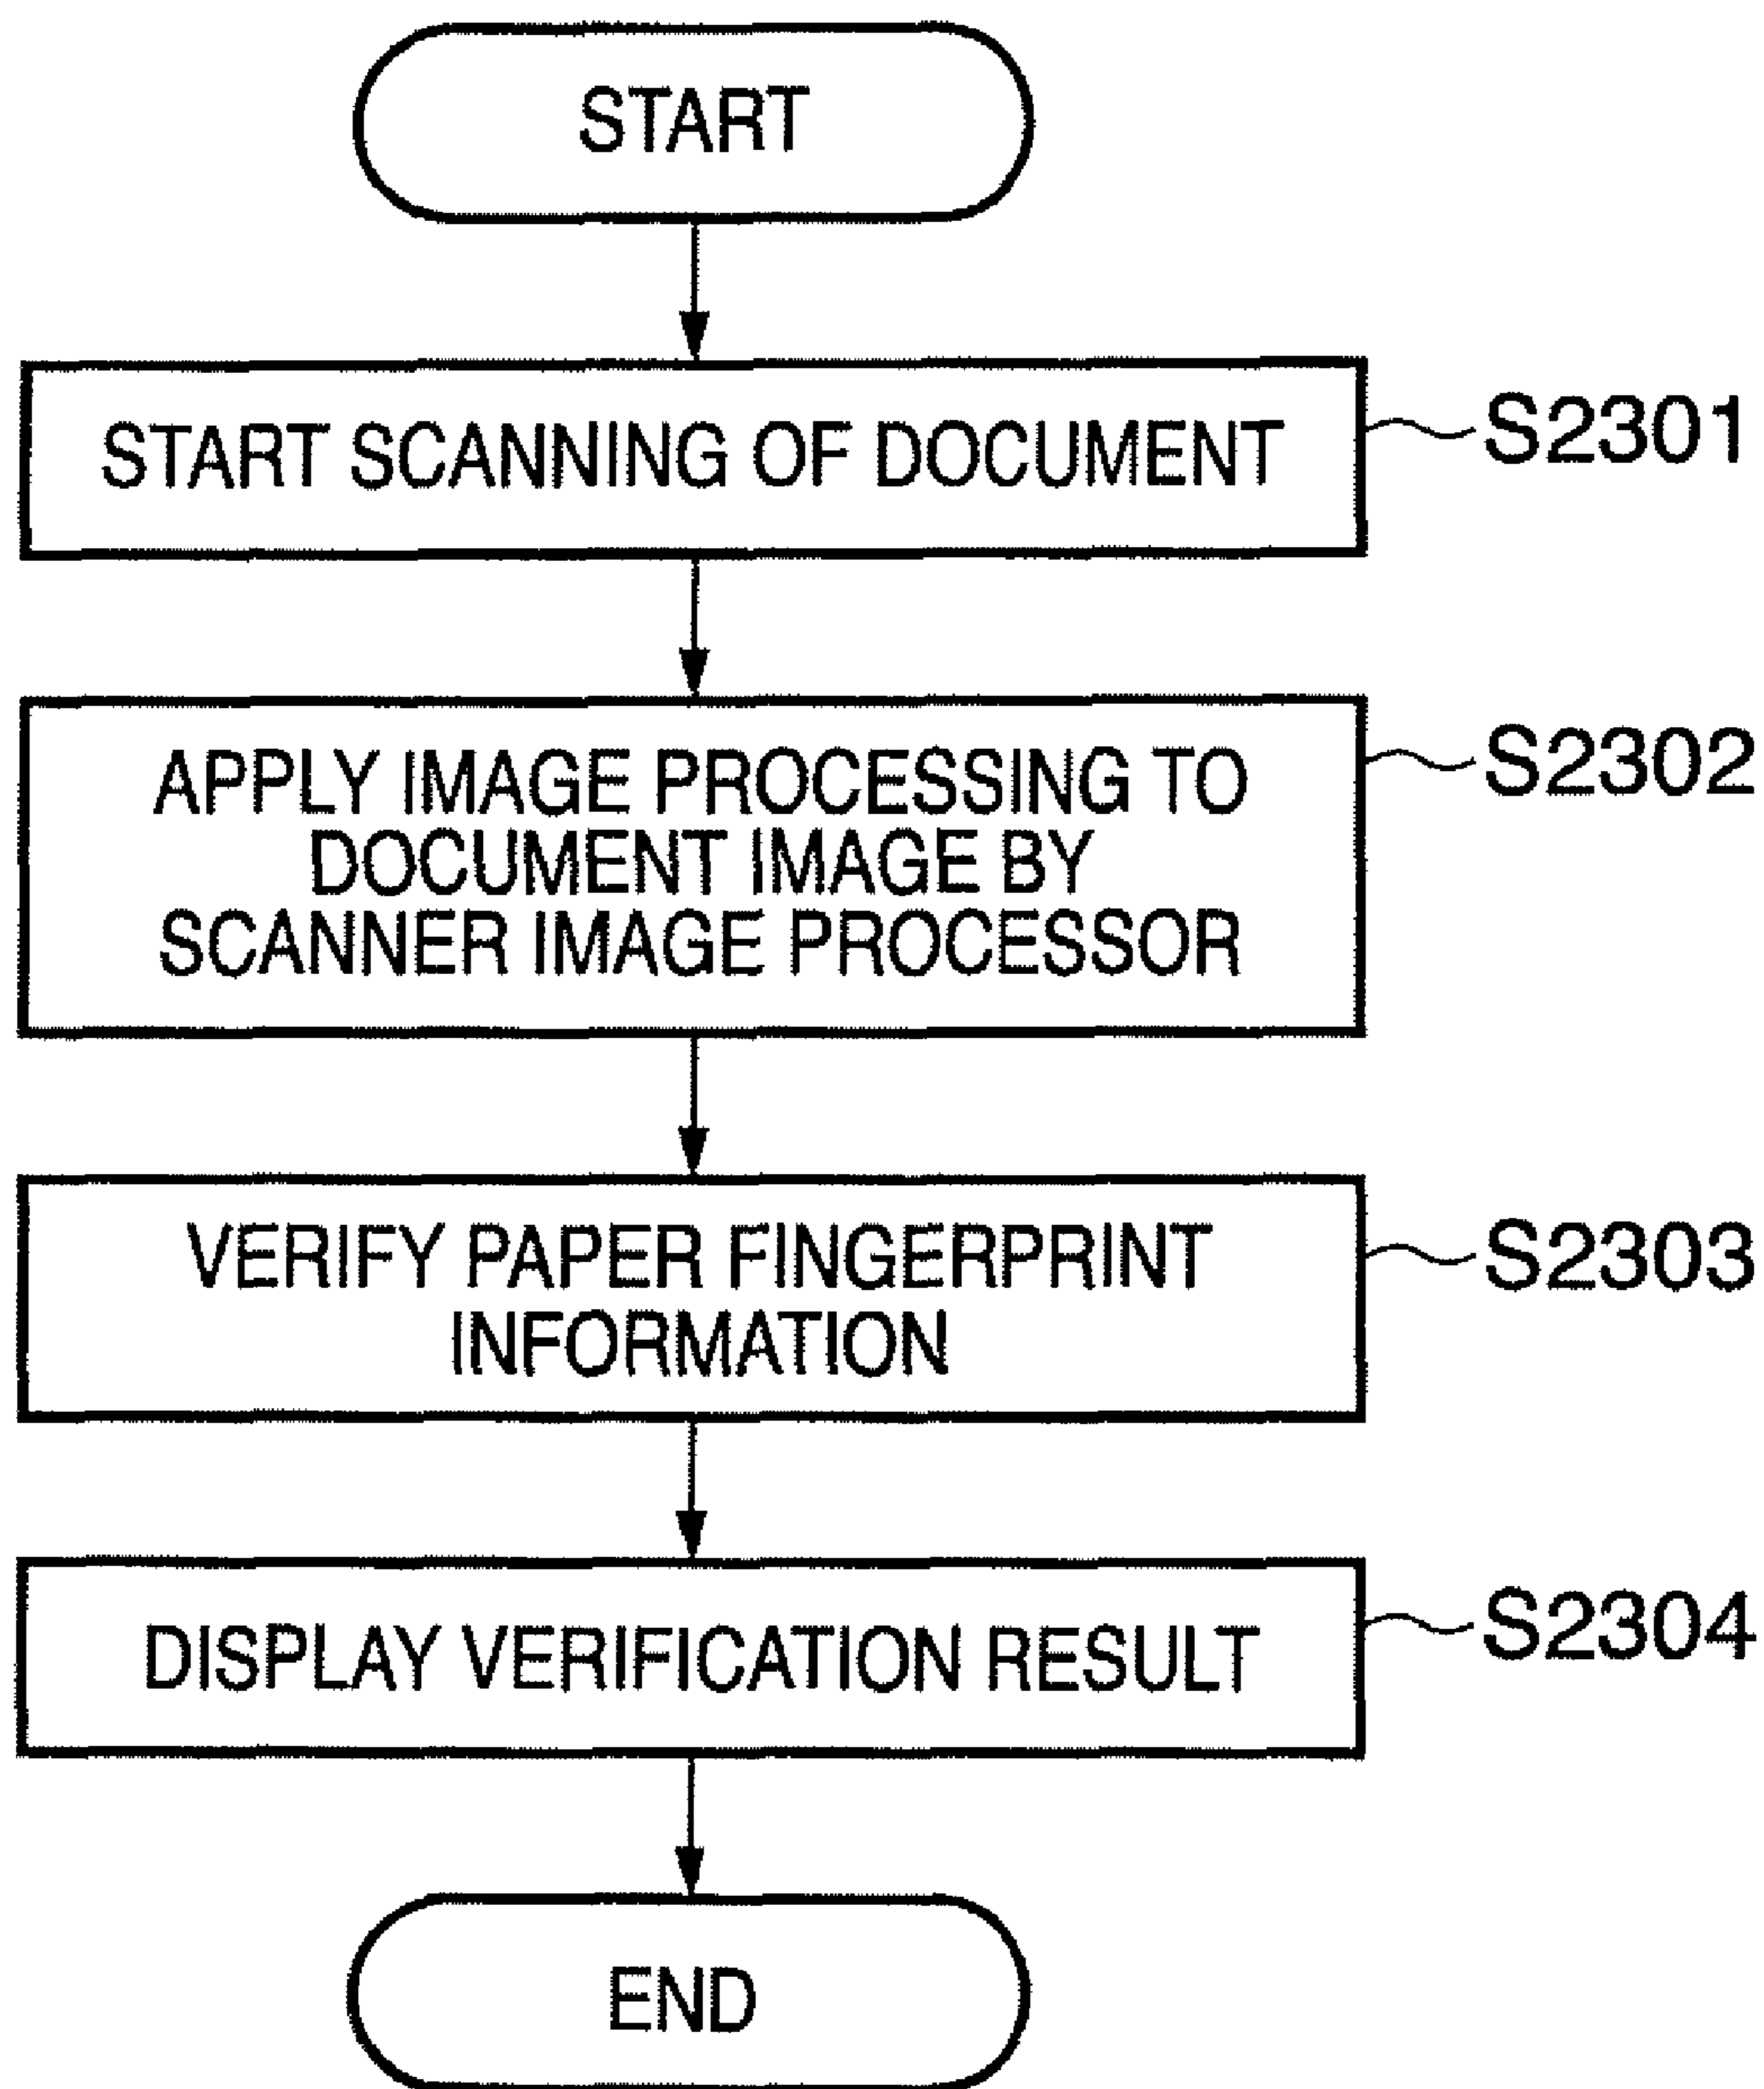 START
START SCANNING OF DOCUMENT
S2301
APPLY IMAGE PROCESSING TO
DOCUMENT IMAGE BY
SCANNER IMAGE PROCESSOR
S2302
VERIFY PAPER FINGERPRINT
INFORMATION
S2303
DISPLAY VERIFICATION RESULT
S2304
END